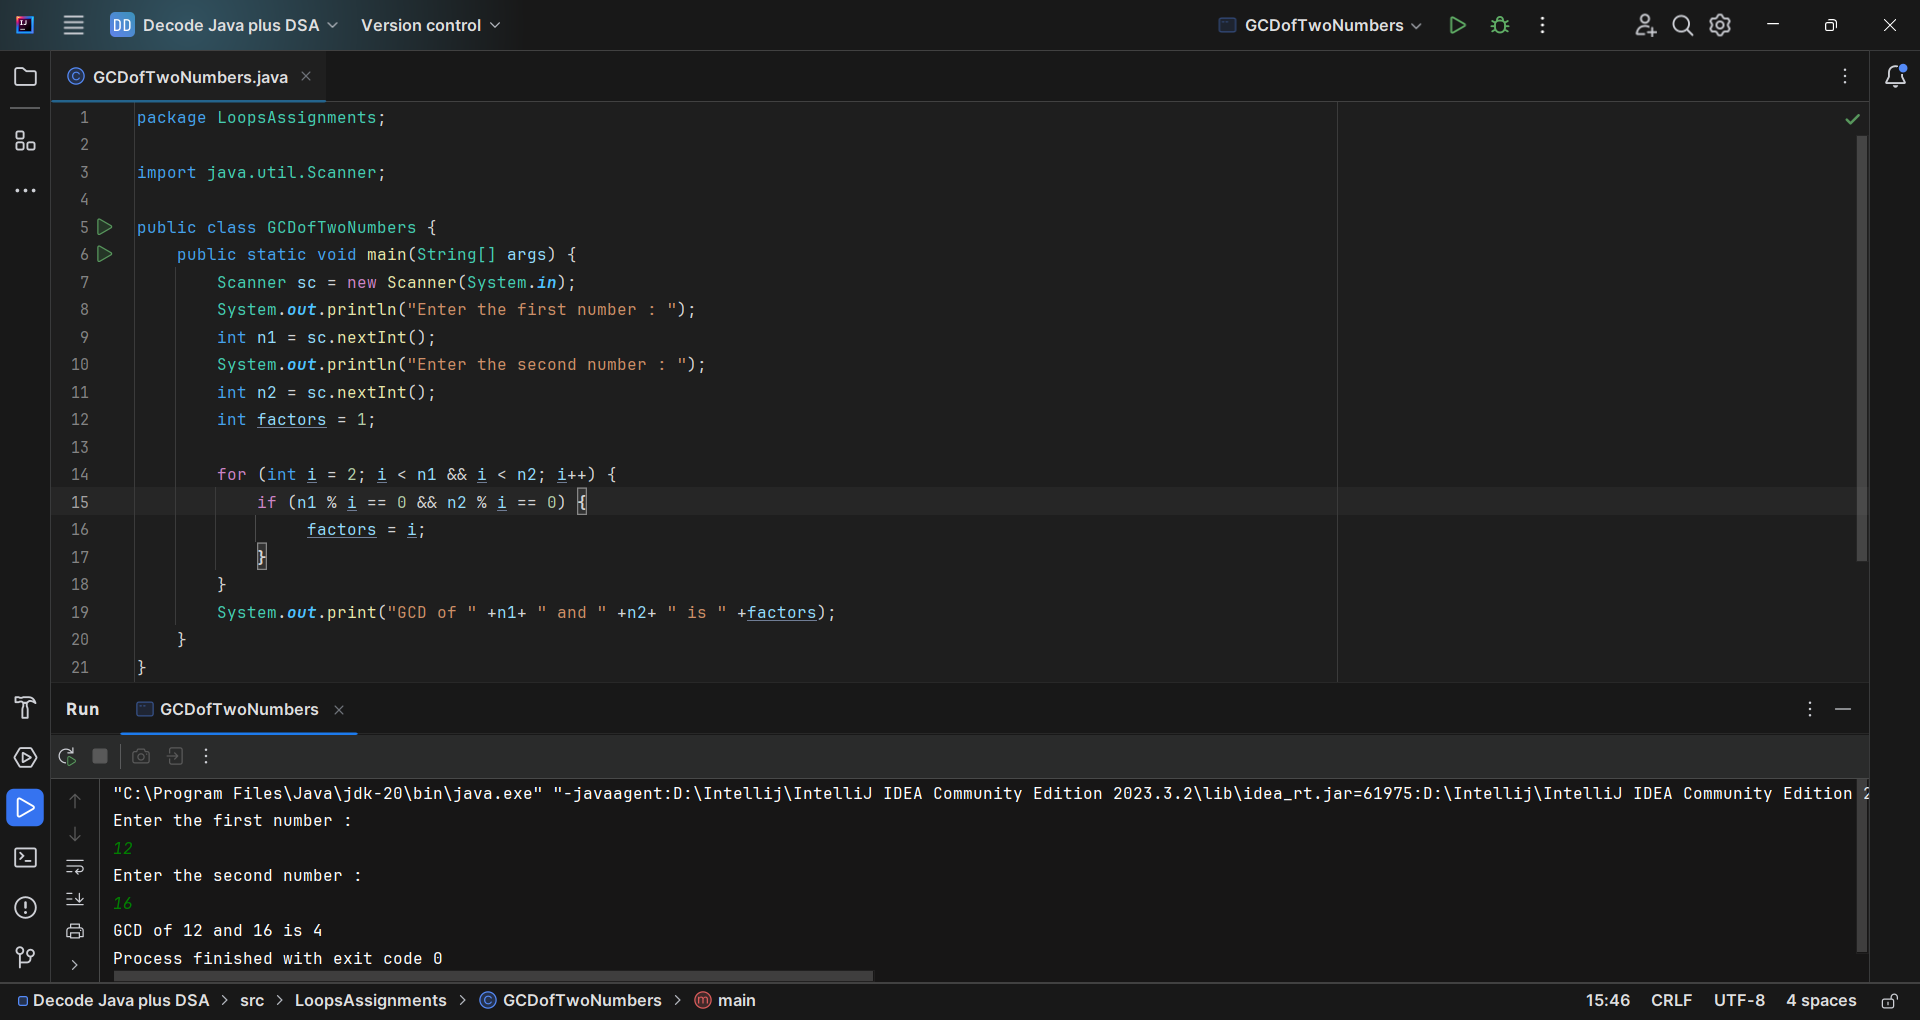 DD Decode Java plus DSA Version control GCDofTwoNumbers
GCDofTwoNumbers.java
1 package LoopsAssignments;
2
3 import java.util.Scanner;
4
5 public class GCDofTwoNumbers {
6 public static void main(String[] args) {
7 Scanner sc = new Scanner(System.in);
8 System.out.println("Enter the first number : ");
9 int n1 = sc.nextInt();
10 System.out.println("Enter the second number : ");
11 int n2 = sc.nextInt();
12 int factors = 1;
13
14 for (int i = 2; i < n1 && i < n2; i++) {
15 if (n1 % i == 0 && n2 % i == 0) {
16 factors = i;
17 }
18 }
19 System.out.print("GCD of " +n1+ " and " +n2+ " is " +factors);
20 }
21 }
Run GCDofTwoNumbers
"C:\Program Files\Java\jdk-20\bin\java.exe" "-javaagent:D:\Intellij\IntelliJ IDEA Community Edition 2023.3.2\lib\idea_rt.jar=61975:D:\Intellij\IntelliJ IDEA Community Edition 2
Enter the first number :
12
Enter the second number :
16
GCD of 12 and 16 is 4
Process finished with exit code 0
Decode Java plus DSA > src > LoopsAssignments > GCDofTwoNumbers > main 15:46 CRLF UTF-8 4 spaces